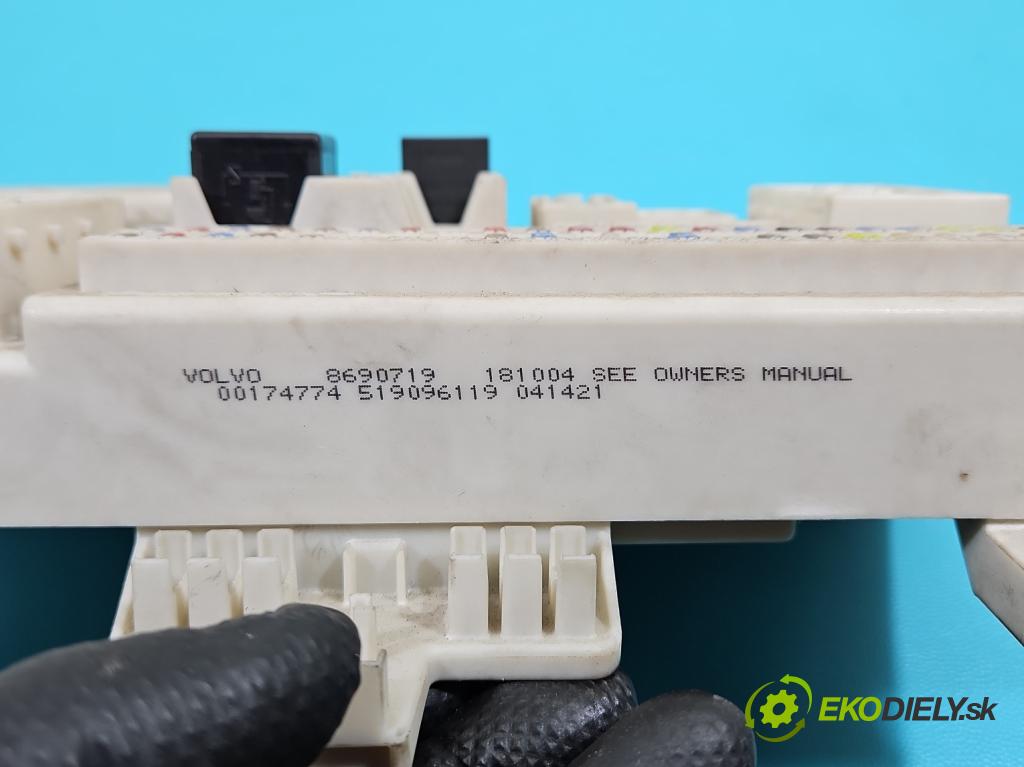 VOLVO 8690719 181004 SEE OWNERS MANUAL
00174774 519096119 041421
EKODIELY.sk